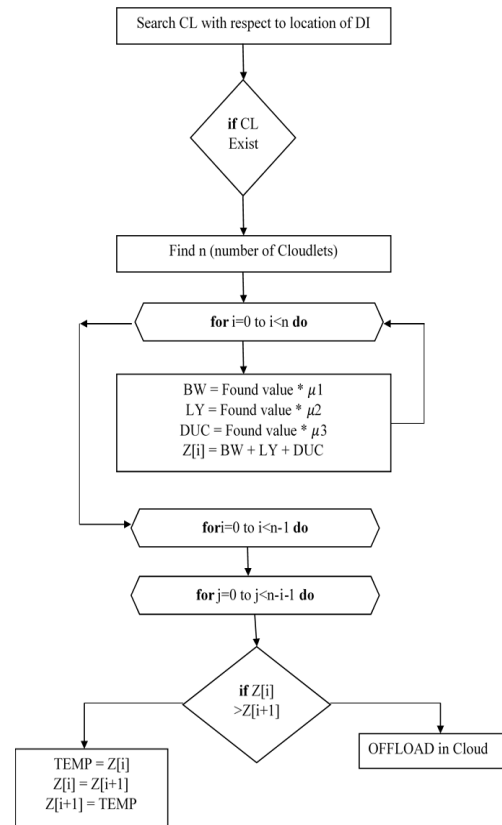 Search CL with respect to location of DI
if CL
Exist
Find n (number of Cloudlets)
for i=0 to i<n do
BW = Found value * µ1
LY = Found value * µ2
DUC = Found value * µ3
Z[i] = BW + LY + DUC
fori=0 to i<n-1 do
for j=0 to j<n-i-1 do
if Z[i]
>Z[i+1]
TEMP = Z[i]
Z[i] = Z[i+1]
Z[i+1] = TEMP
OFFLOAD in Cloud